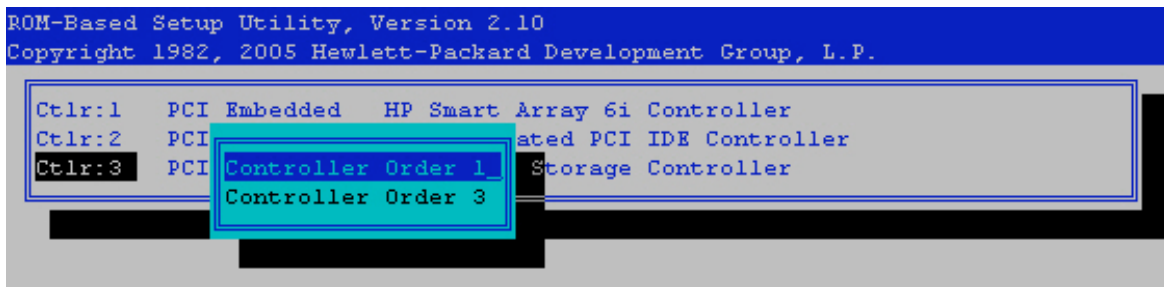 ROM-Based Setup Utility, Version 2.10
Copyright 1982, 2005 Hewlett-Packard Development Group, L.P.
Ctlr:1 PCI Embedded HP Smart Array 6i Controller
Ctlr:2 PCI ated PCI IDE Controller
Ctlr:3 PCI Storage Controller
Controller Order 1_
Controller Order 3